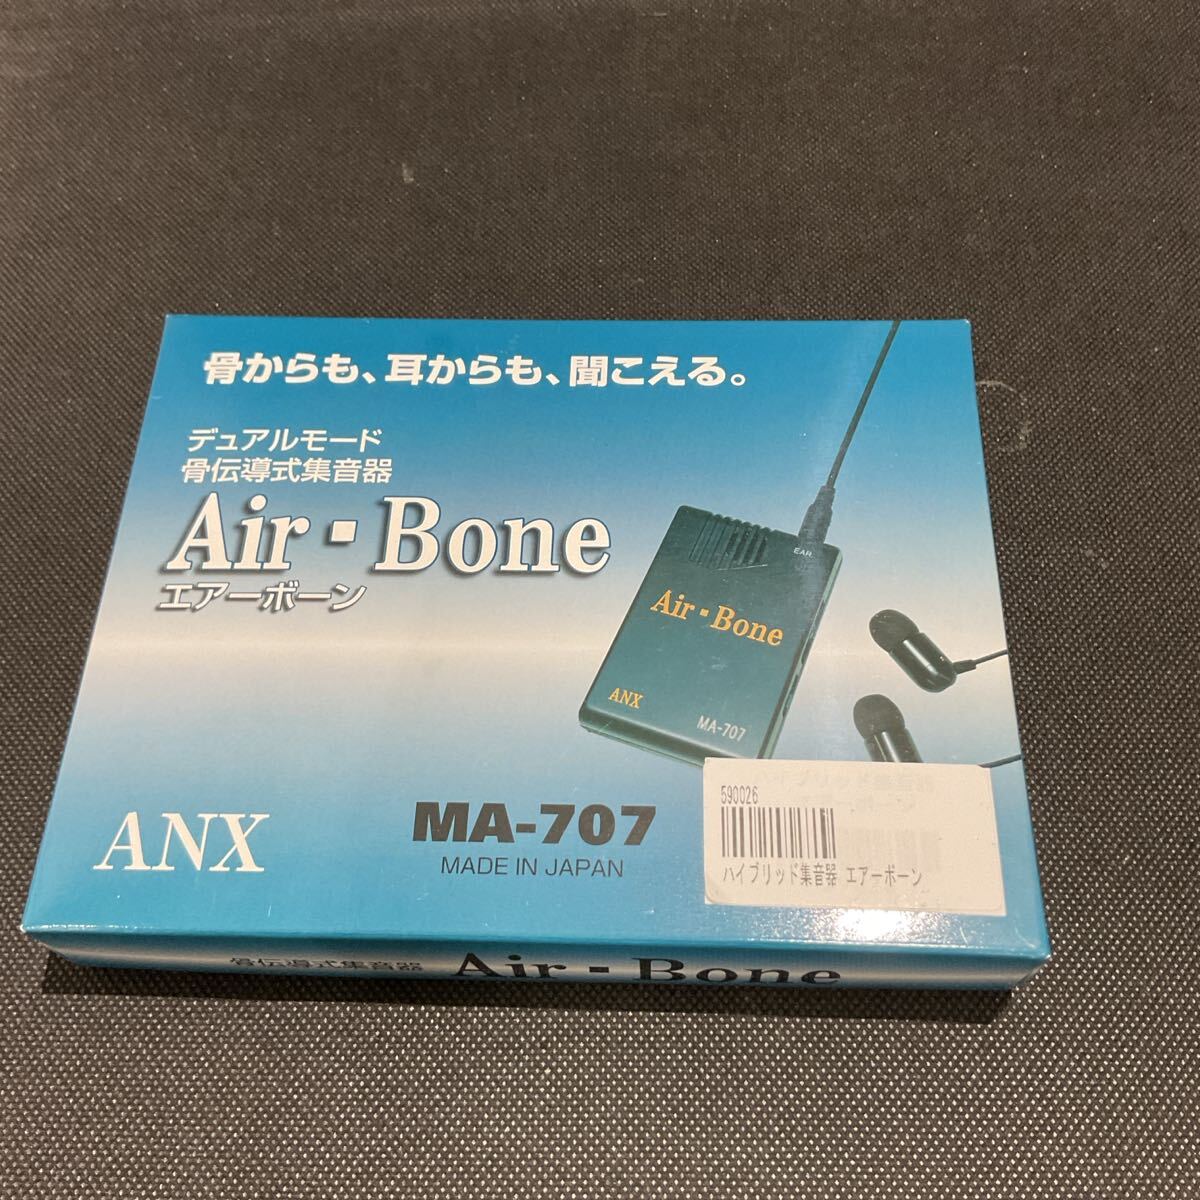 骨からも、耳からも、聞こえる。
デュアルモード
骨伝導式集音器
Air・Bone
エアーボーン
EAR
Air・Bone
ANX
MA-707
ANX
MA-707
MADE IN JAPAN
590026
ハイブリッド集音器 エアーボーン
骨伝導式集音器 Air・Bone